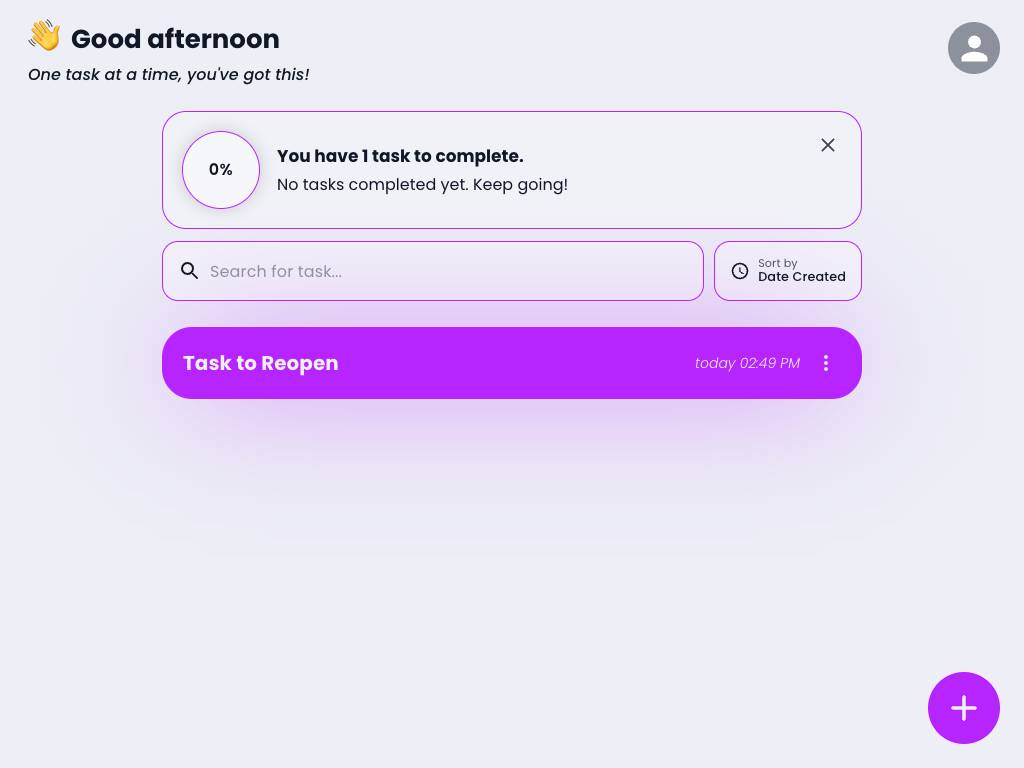 👋 Good afternoon
One task at a time, you've got this!
0%
You have 1 task to complete.
No tasks completed yet. Keep going!
Search for task...
Sort by
Date Created
Task to Reopen
today 02:49 PM